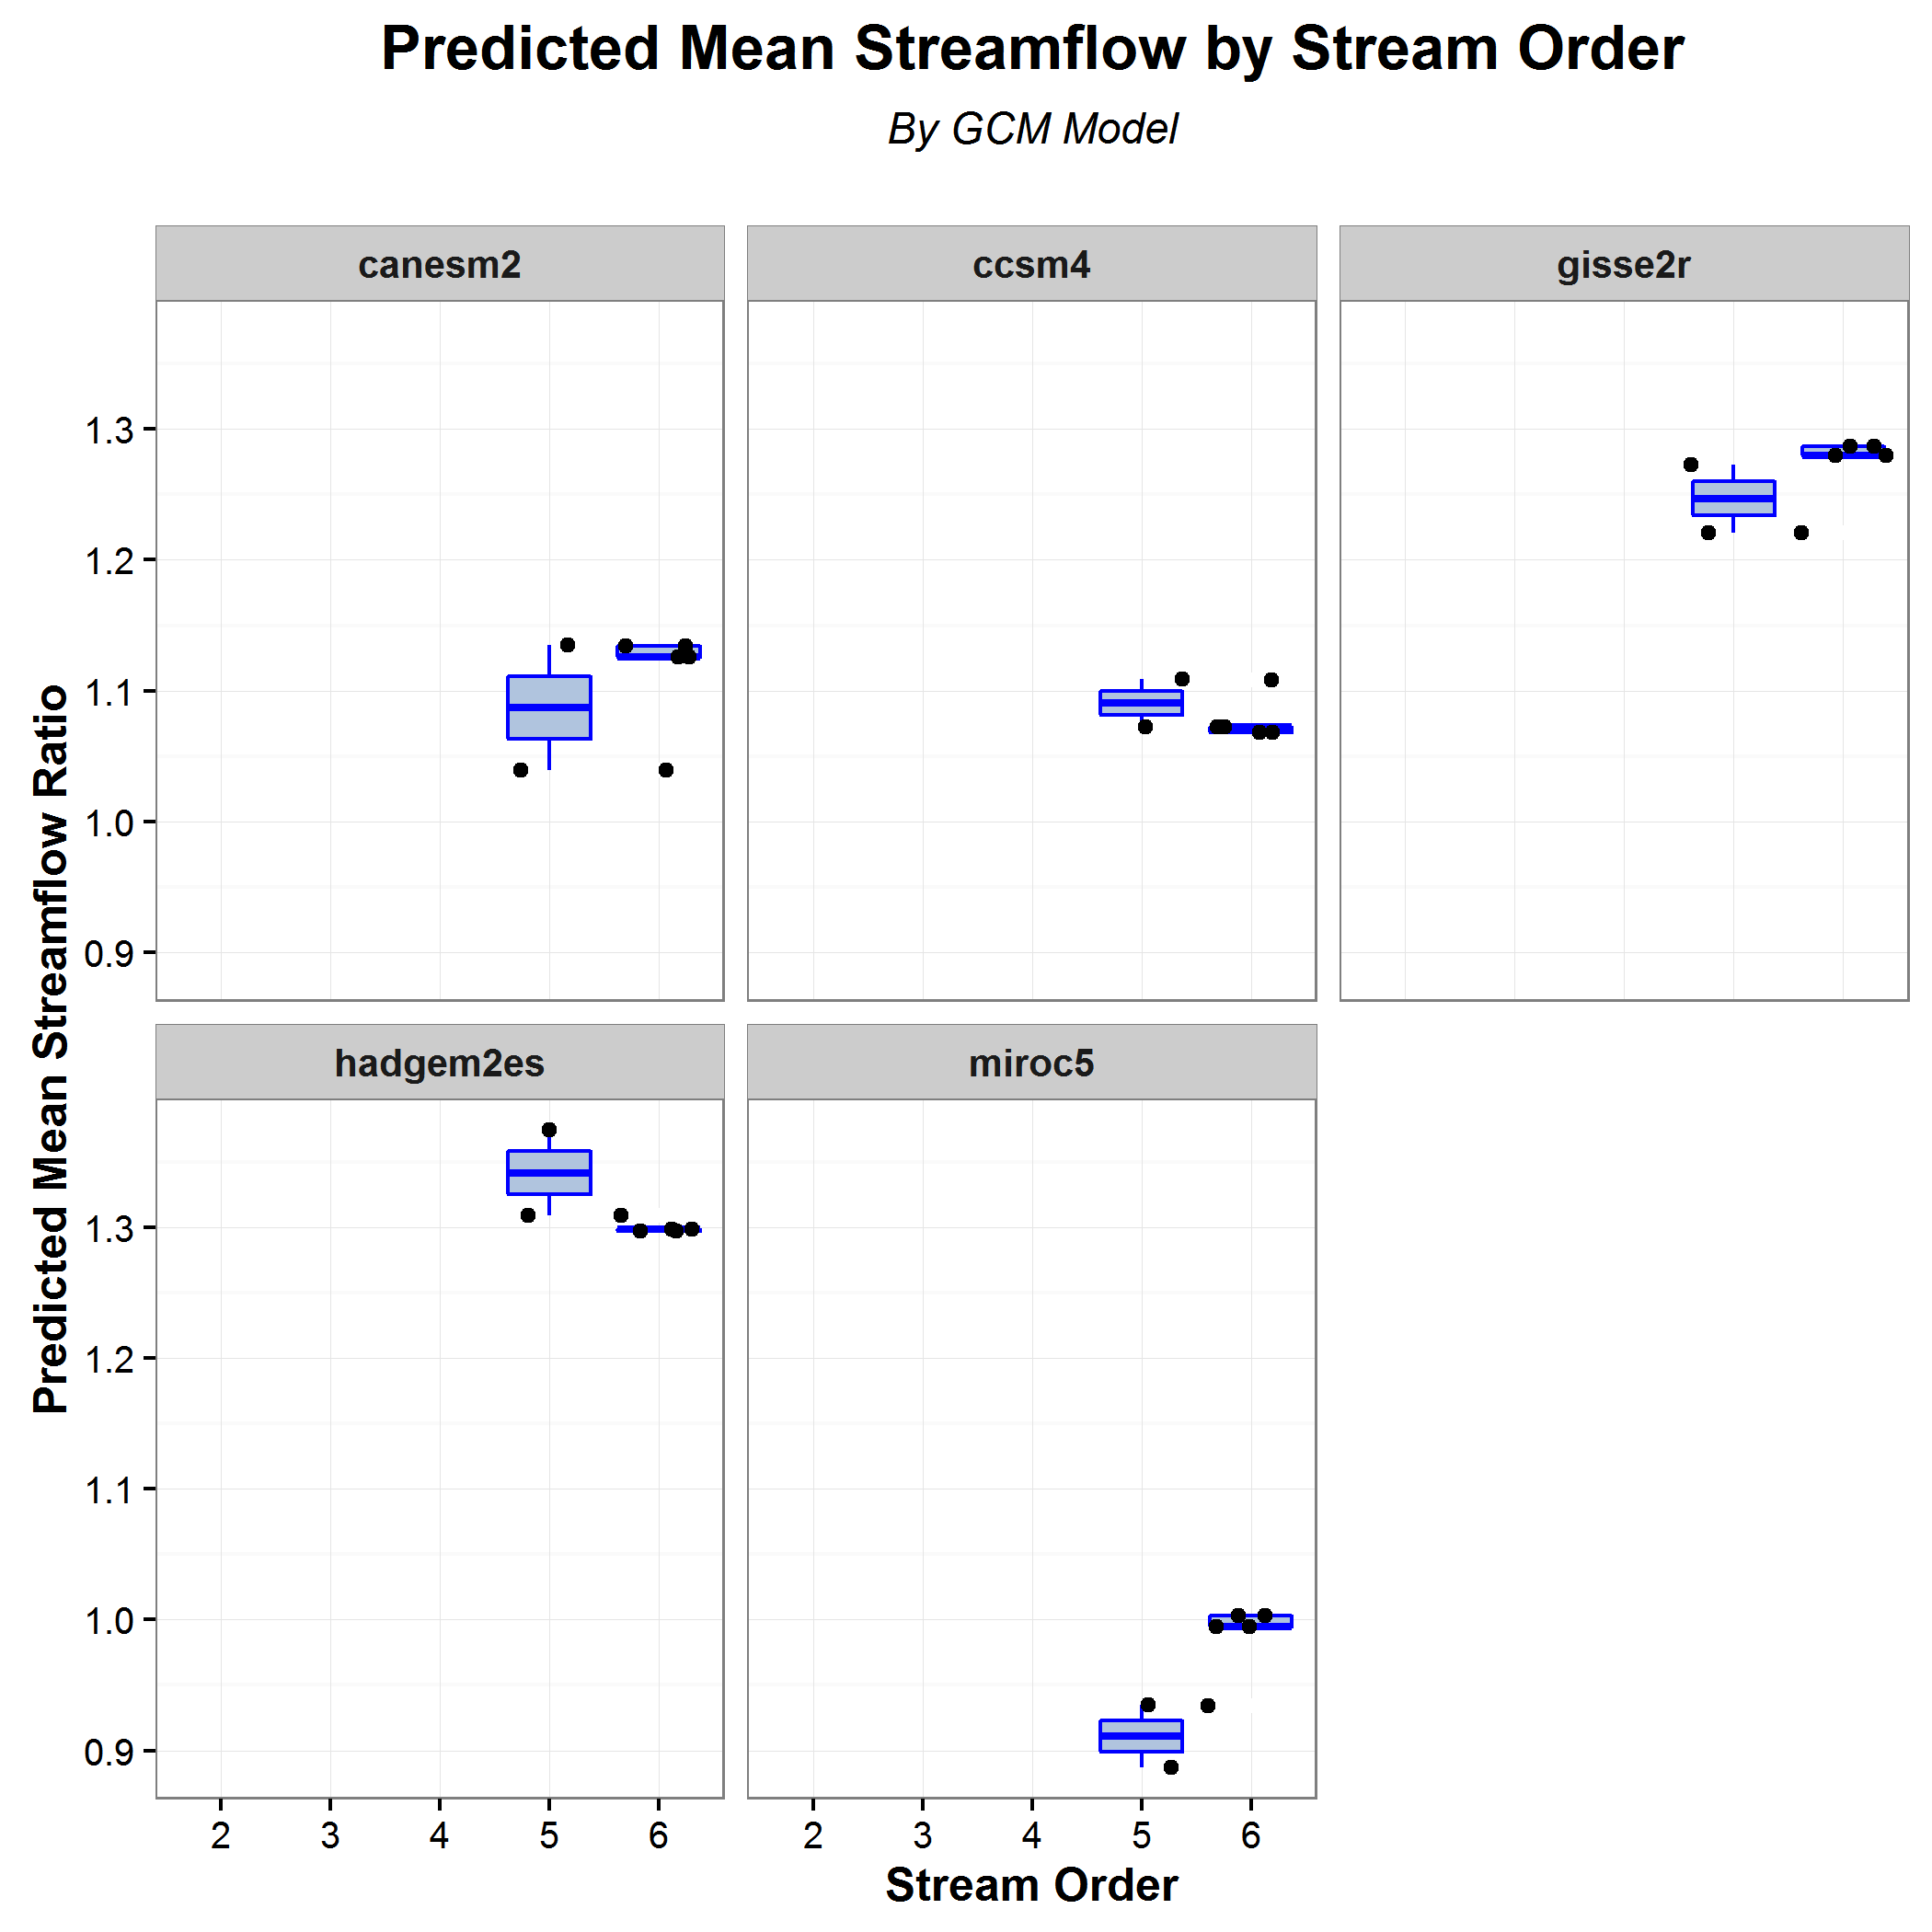 Predicted Mean Streamflow by Stream Order
By GCM Model
canesm2
ccsm4
gisse2r
Predicted Mean Streamflow Ratio
1.3
1.2
1.1
1.0
0.9
hadgem2es
miroc5
1.3
1.2
1.1
1.0
0.9
2 3 4 5 6
2 3 4 5 6
Stream Order